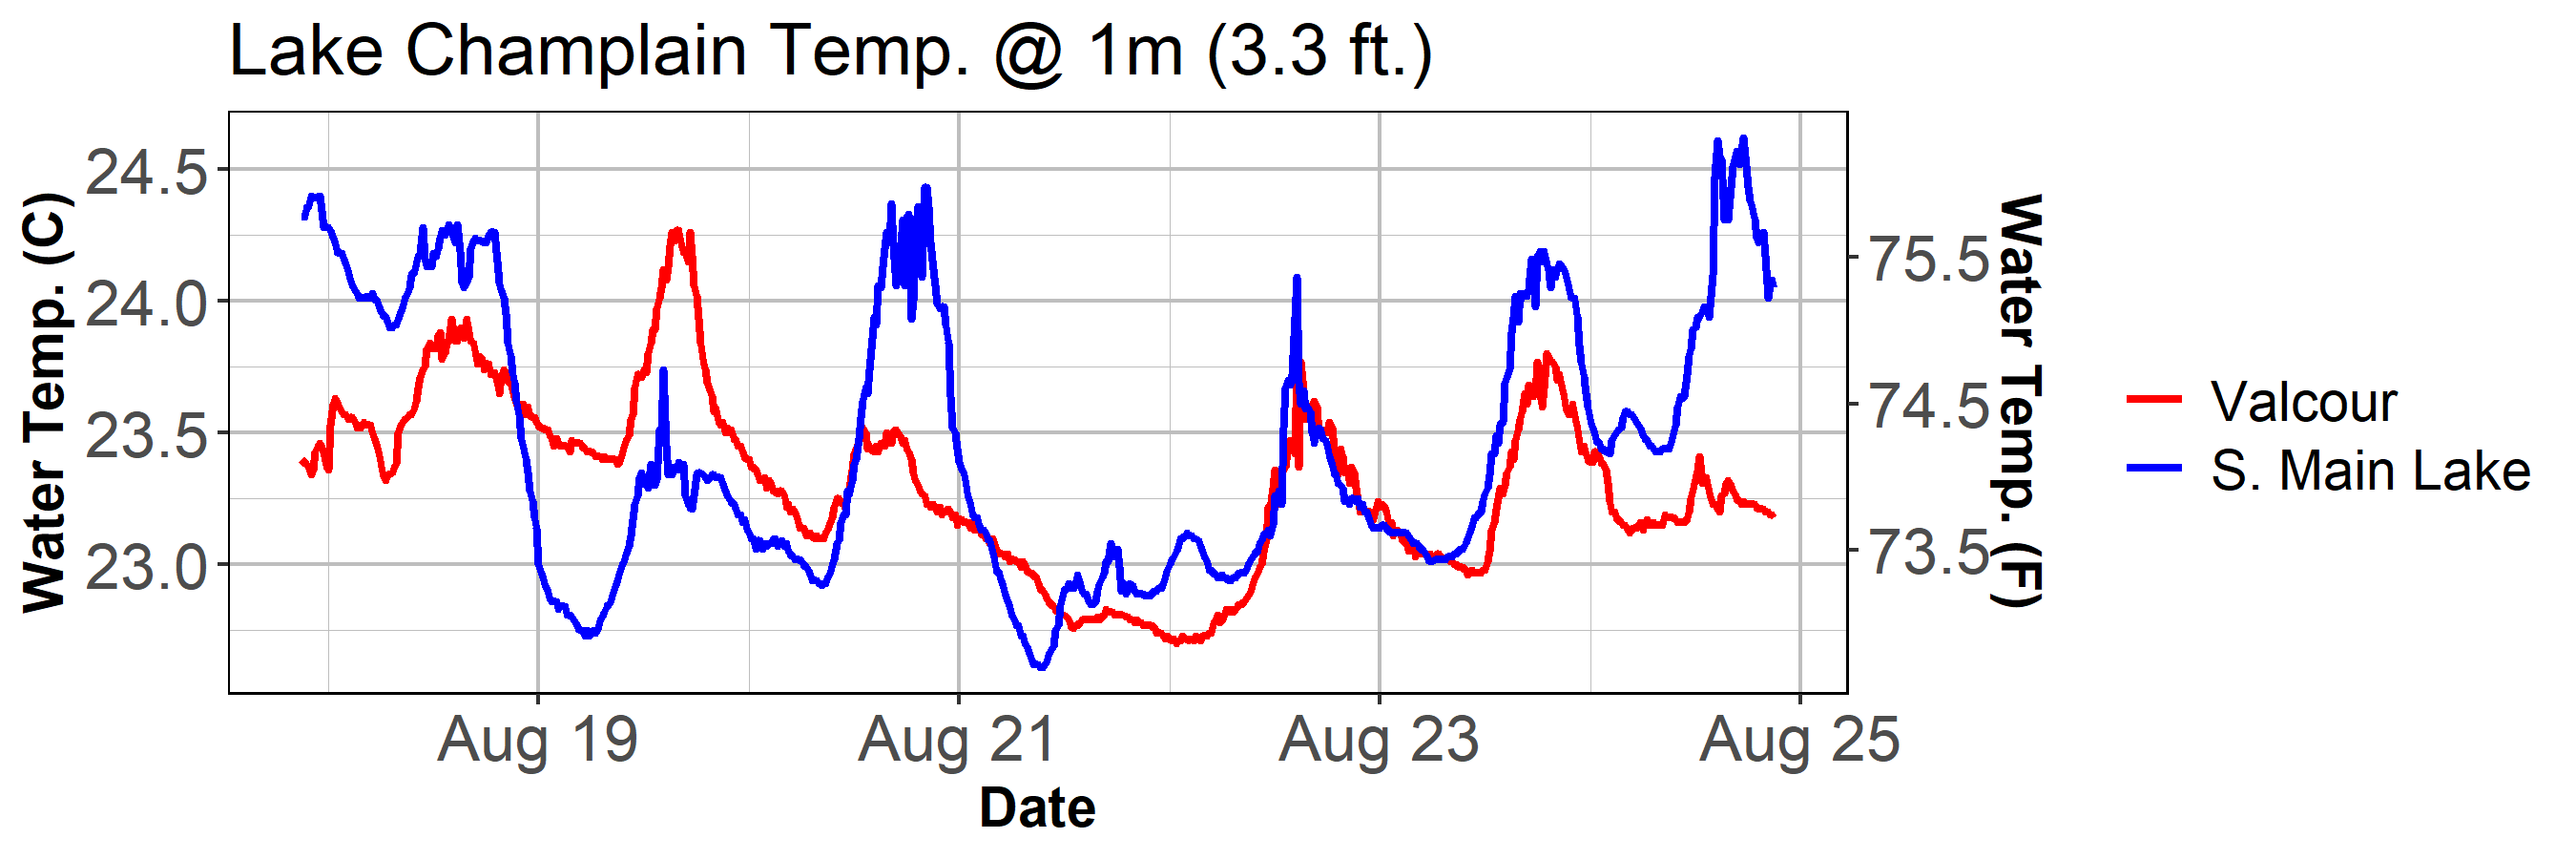 Lake Champlain Temp. @ 1m (3.3 ft.)
Water Temp. (C)
24.5
24.0
23.5
23.0
75.5
74.5
73.5
Water Temp. (F)
Valcour
S. Main Lake
Aug 19
Aug 21
Aug 23
Aug 25
Date